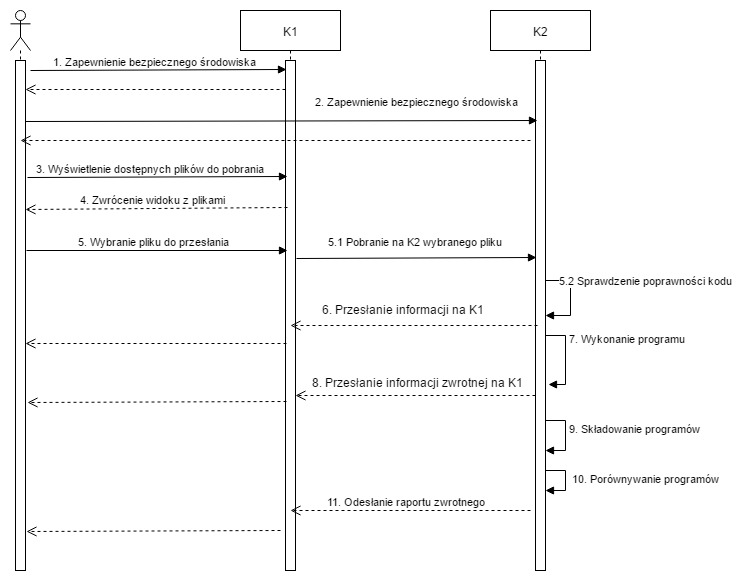 K1
K2
1. Zapewnienie bezpiecznego środowiska
2. Zapewnienie bezpiecznego środowiska
3. Wyświetlenie dostępnych plików do pobrania
4. Zwrócenie widoku z plikami
5. Wybranie pliku do przesłania
5.1 Pobranie na K2 wybranego pliku
5.2 Sprawdzenie poprawności kodu
6. Przesłanie informacji na K1
7. Wykonanie programu
8. Przesłanie informacji zwrotnej na K1
9. Składowanie programów
10. Porównywanie programów
11. Odesłanie raportu zwrotnego